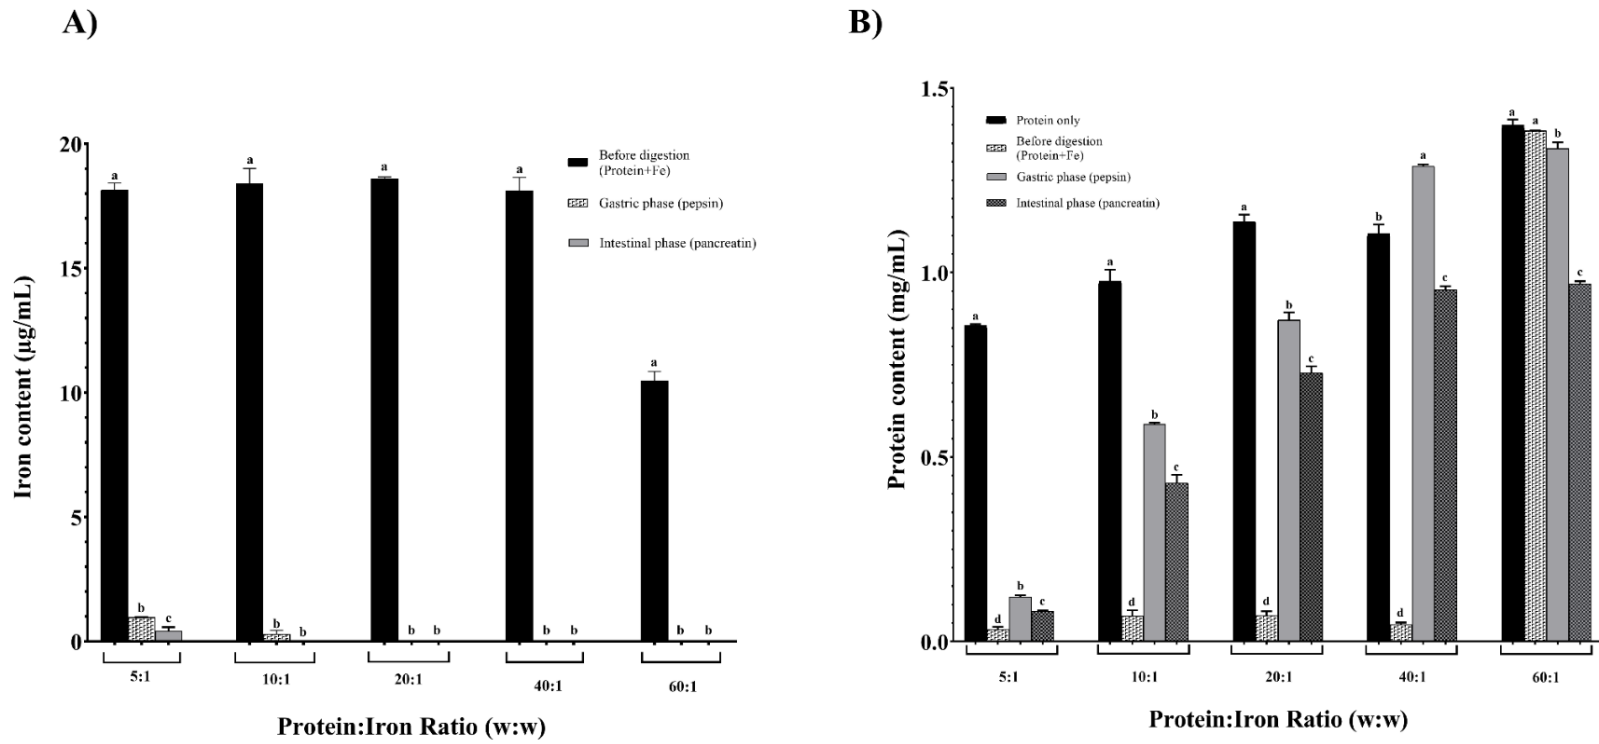 A)
Iron content (µg/mL)
20
15
10
5
0
Before digestion
(Protein+Fe)
Gastric phase (pepsin)
Intestinal phase (pancreatin)
a
b
c
a
b
b
a
b
b
a
b
b
a
b
b
5:1
10:1
20:1
40:1
60:1
Protein:Iron Ratio (w:w)
B)
Protein content (mg/mL)
1.5
1.0
0.5
0.0
Protein only
Before digestion
(Protein+Fe)
Gastric phase (pepsin)
Intestinal phase (pancreatin)
a
d
b
c
a
d
b
c
a
d
b
c
b
d
a
c
a
a
b
c
5:1
10:1
20:1
40:1
60:1
Protein:Iron Ratio (w:w)